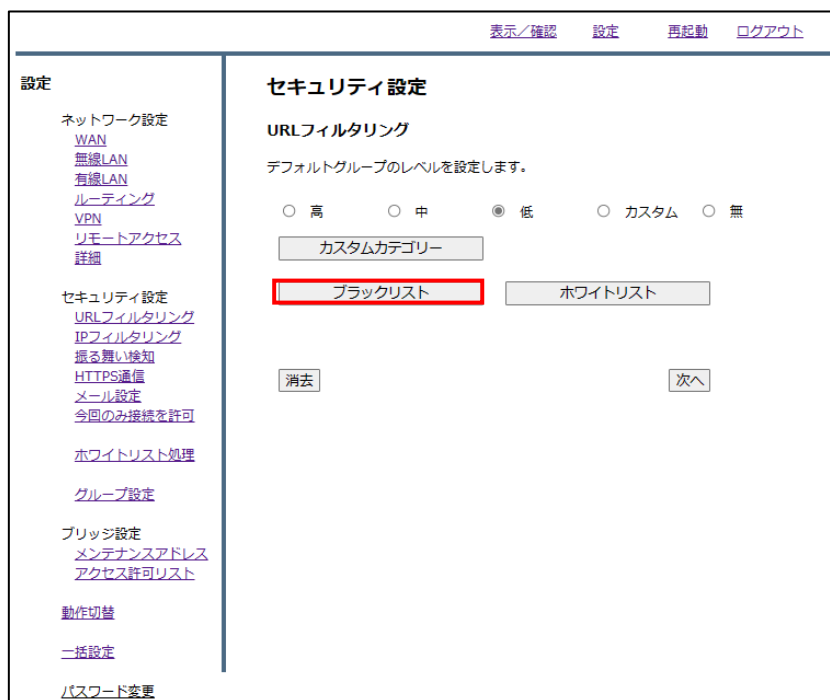 表示／確認 設定 再起動 ログアウト
設定
ネットワーク設定
WAN
無線LAN
有線LAN
ルーティング
VPN
リモートアクセス
詳細
セキュリティ設定
URLフィルタリング
IPフィルタリング
振る舞い検知
HTTPS通信
メール設定
今回のみ接続を許可
ホワイトリスト処理
グループ設定
ブリッジ設定
メンテナンスアドレス
アクセス許可リスト
動作切替
一括設定
パスワード変更
セキュリティ設定
URLフィルタリング
デフォルトグループのレベルを設定します。
高 中 低 カスタム 無
カスタムカテゴリー
ブラックリスト ホワイトリスト
消去 次へ